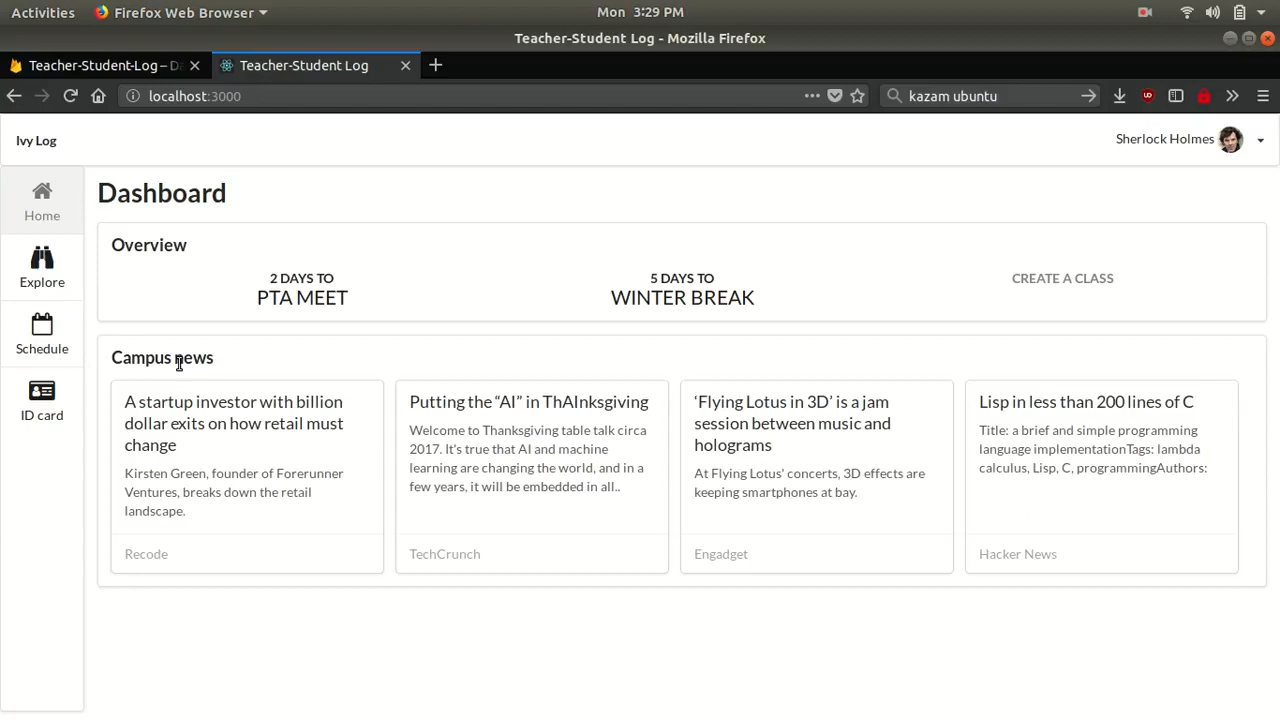 Activities Firefox Web Browser Mon 3:29 PM
Teacher-Student Log - Mozilla Firefox
Teacher-Student-Log – D Teacher-Student Log
localhost:3000 kazam ubuntu
Ivy Log Sherlock Holmes
Home
Explore
Schedule
ID card
Dashboard
Overview
2 DAYS TO
PTA MEET
5 DAYS TO
WINTER BREAK
CREATE A CLASS
Campus news
A startup investor with billion
dollar exits on how retail must
change
Kirsten Green, founder of Forerunner
Ventures, breaks down the retail
landscape.
Recode
Putting the “AI” in ThAInksgiving
Welcome to Thanksgiving table talk circa
2017. It's true that AI and machine
learning are changing the world, and in a
few years, it will be embedded in all..
TechCrunch
‘Flying Lotus in 3D’ is a jam
session between music and
holograms
At Flying Lotus' concerts, 3D effects are
keeping smartphones at bay.
Engadget
Lisp in less than 200 lines of C
Title: a brief and simple programming
language implementationTags: lambda
calculus, Lisp, C, programmingAuthors:
Hacker News